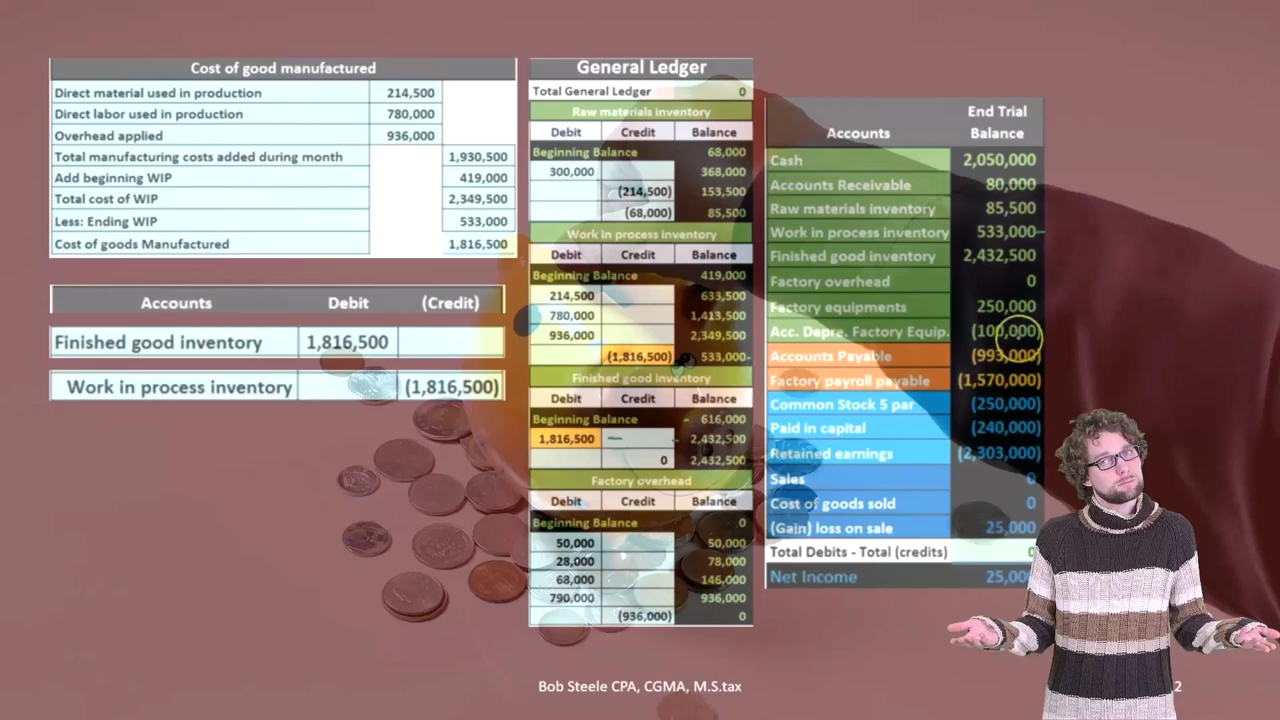 Cost of good manufactured
Direct material used in production 214,500
Direct labor used in production 780,000
Overhead applied 936,000
Total manufacturing costs added during month 1,930,500
Add beginning WIP 419,000
Total cost of WIP 2,349,500
Less: Ending WIP 533,000
Cost of goods Manufactured 1,816,500
Accounts Debit (Credit)
Finished good inventory 1,816,500
Work in process inventory (1,816,500)
General Ledger
Total General Ledger 0
Raw materials inventory
Debit Credit Balance
Beginning Balance 68,000
300,000 368,000
(214,500) 153,500
(68,000) 85,500
Work in process inventory
Debit Credit Balance
Beginning Balance 419,000
214,500 633,500
780,000 1,413,500
936,000 2,349,500
(1,816,500) 533,000
Finished good inventory
Debit Credit Balance
Beginning Balance 616,000
1,816,500 2,432,500
0 2,432,500
Factory overhead
Debit Credit Balance
Beginning Balance 0
50,000 50,000
28,000 78,000
68,000 146,000
790,000 936,000
(936,000) 0
End Trial
Accounts Balance
Cash 2,050,000
Accounts Receivable 80,000
Raw materials inventory 85,500
Work in process inventory 533,000
Finished good inventory 2,432,500
Factory overhead 0
Factory equipments 250,000
Acc. Depre. Factory Equip. (100,000)
Accounts Payable (993,000)
Factory payroll payable (1,570,000)
Common Stock 5 par (250,000)
Paid in capital (240,000)
Retained earnings (2,303,000)
Sales 0
Cost of goods sold 0
(Gain) loss on sale 25,000
Total Debits - Total (credits) 0
Net Income 25,00
Bob Steele CPA, CGMA, M.S.tax
2